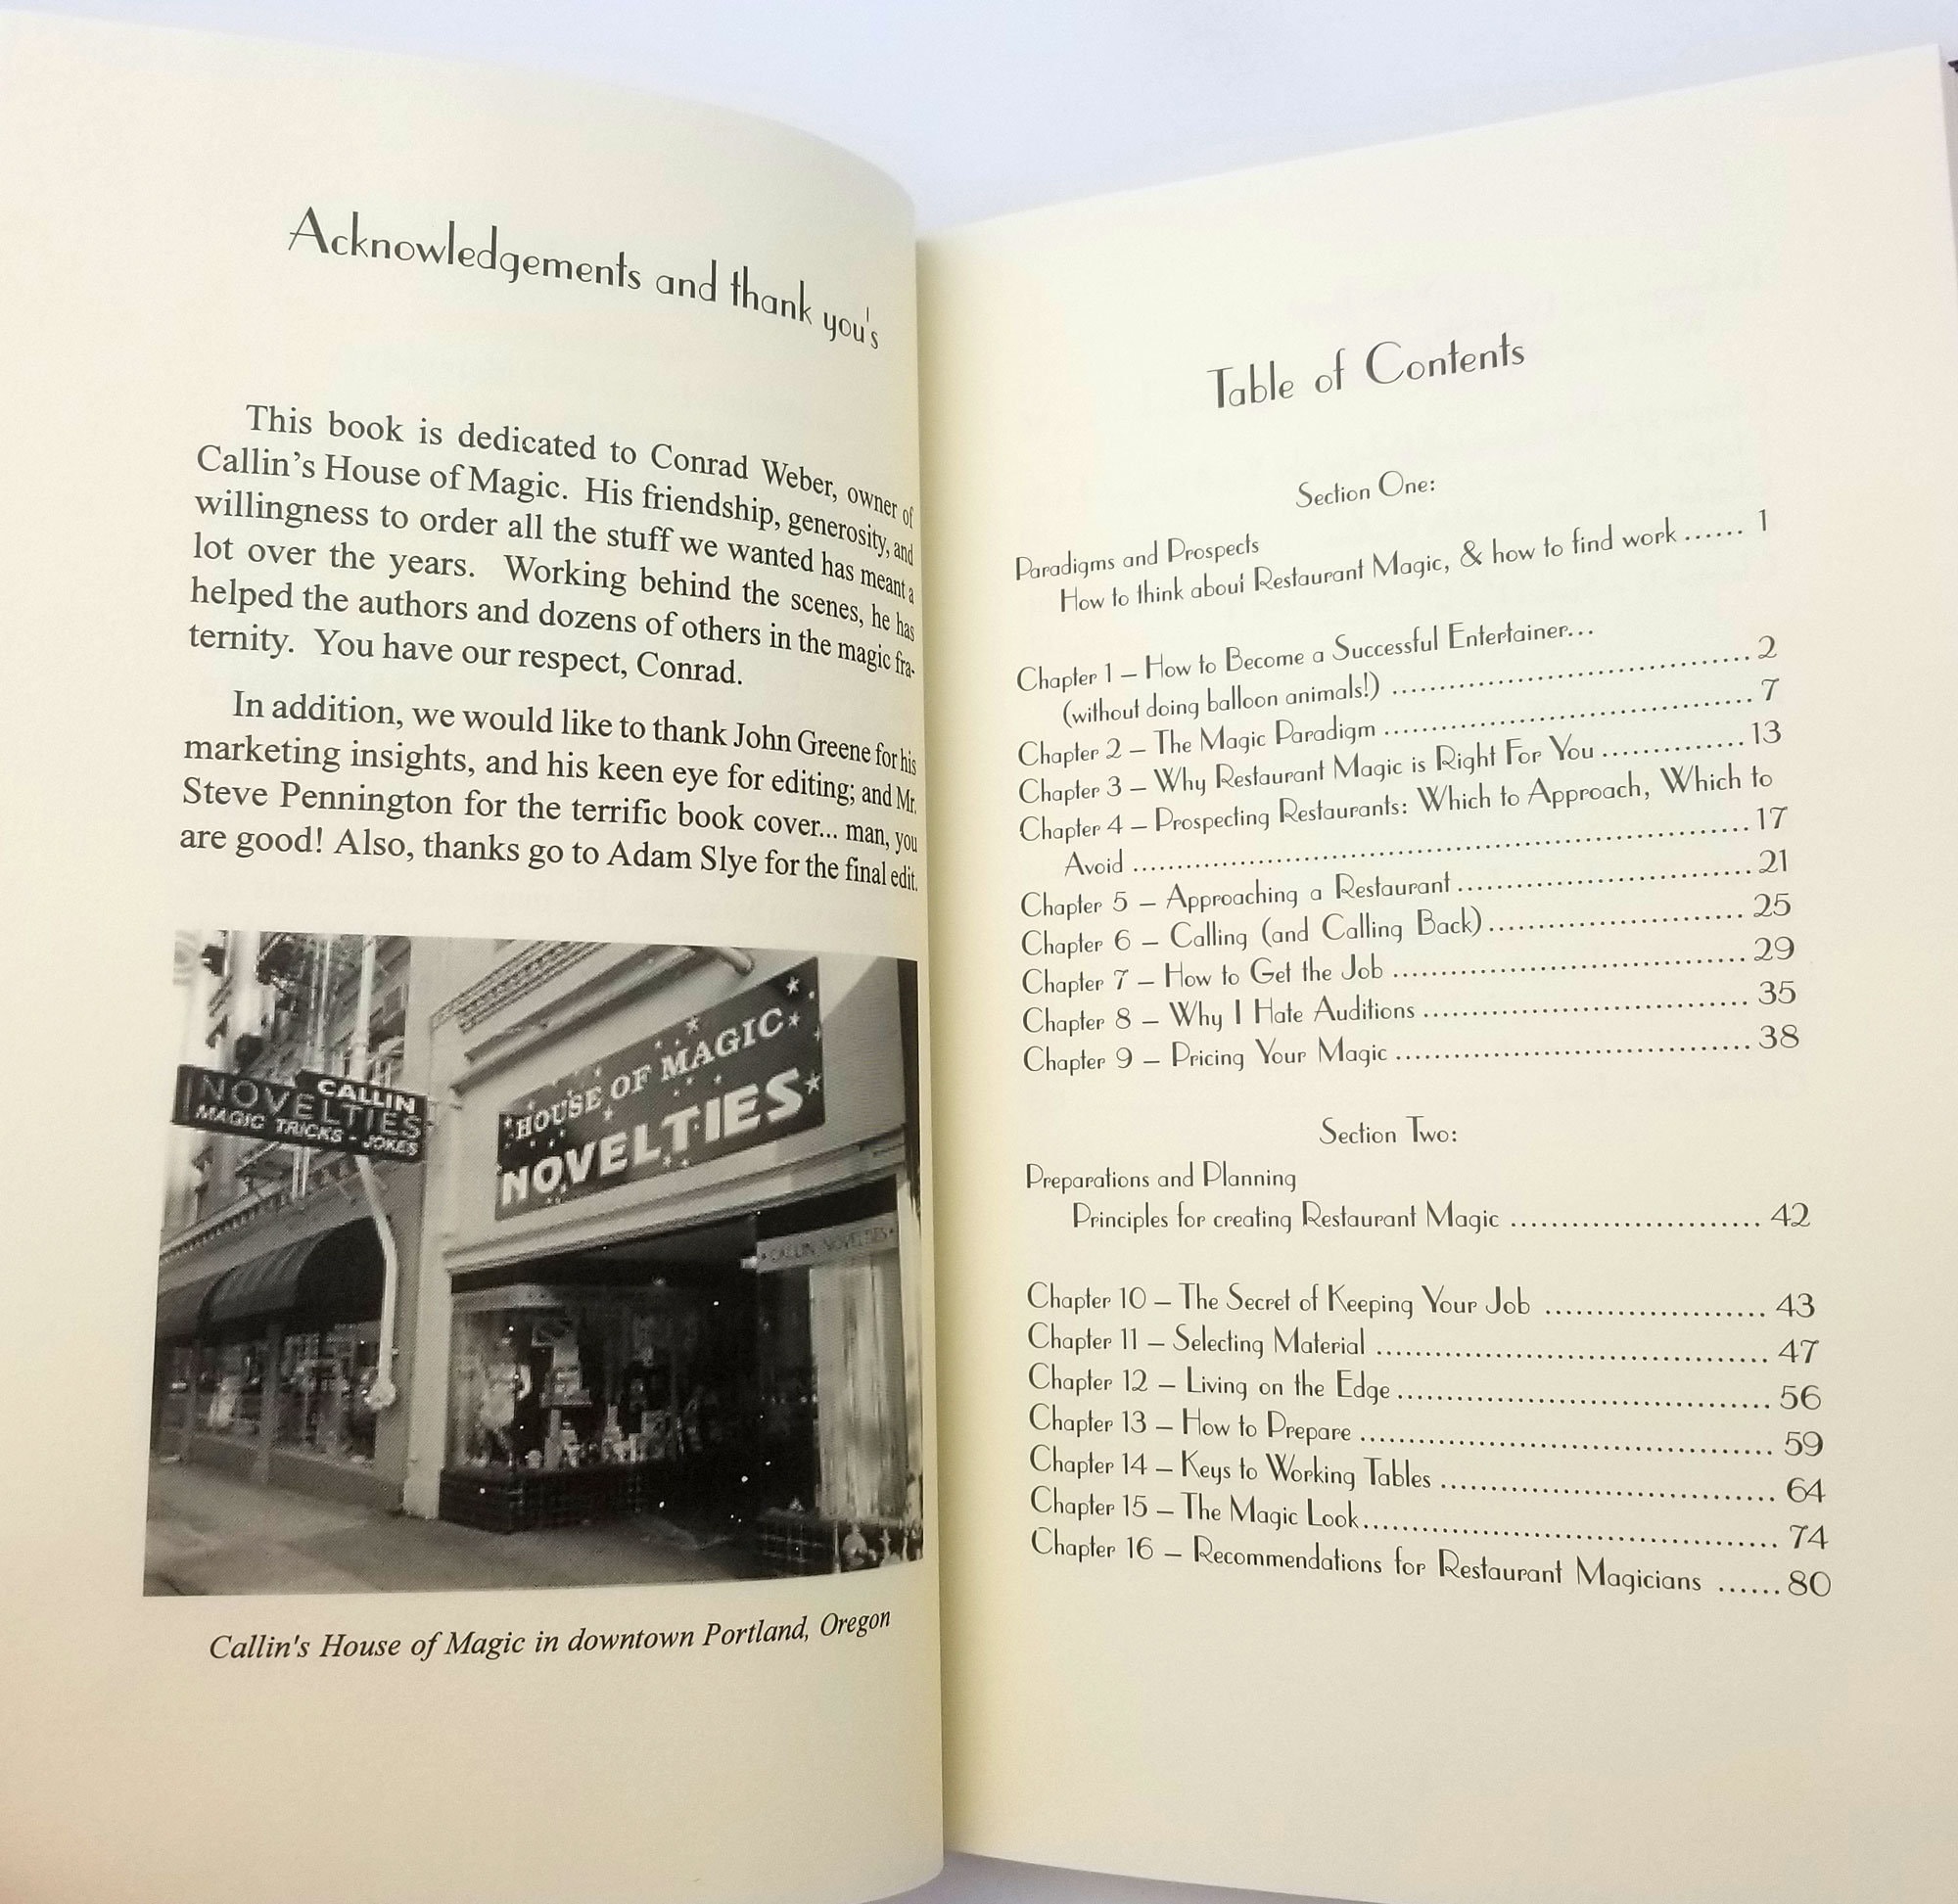 Acknowledgements and thank you's
This book is dedicated to Conrad Weber, owner of
Callin's House of Magic. His friendship, generosity, and
willingness to order all the stuff we wanted has meant a
lot over the years. Working behind the scenes, he has
helped the authors and dozens of others in the magic fra-
ternity. You have our respect, Conrad.
In addition, we would like to thank John Greene for his
marketing insights, and his keen eye for editing; and Mr.
Steve Pennington for the terrific book cover... man, you
are good! Also, thanks go to Adam Slye for the final edit.
CALLIN
NOVELTIES
MAGIC TRICKS - JOKES
HOUSE OF MAGIC
NOVELTIES
CALLIN NOVELTIES
Callin's House of Magic in downtown Portland, Oregon
Table of Contents
Section One:
Paradigms and Prospects
How to think about Restaurant Magic, & how to find work ...... 1
Chapter 1 – How to Become a Successful Entertainer...
(without doing balloon animals!) ........................................ 2
Chapter 2 – The Magic Paradigm ........................................ 7
Chapter 3 – Why Restaurant Magic is Right For You ............... 13
Chapter 4 – Prospecting Restaurants: Which to Approach, Which to
Avoid .................................................................. 17
Chapter 5 – Approaching a Restaurant ................................ 21
Chapter 6 – Calling (and Calling Back) ............................ 25
Chapter 7 – How to Get the Job ........................................ 29
Chapter 8 – Why I Hate Auditions .................................... 35
Chapter 9 – Pricing Your Magic ........................................ 38
Section Two:
Preparations and Planning
Principles for creating Restaurant Magic .......................... 42
Chapter 10 – The Secret of Keeping Your Job ...................... 43
Chapter 11 – Selecting Material ........................................ 47
Chapter 12 – Living on the Edge ........................................ 56
Chapter 13 – How to Prepare ............................................ 59
Chapter 14 – Keys to Working Tables .................................. 64
Chapter 15 – The Magic Look ............................................ 74
Chapter 16 – Recommendations for Restaurant Magicians ...... 80